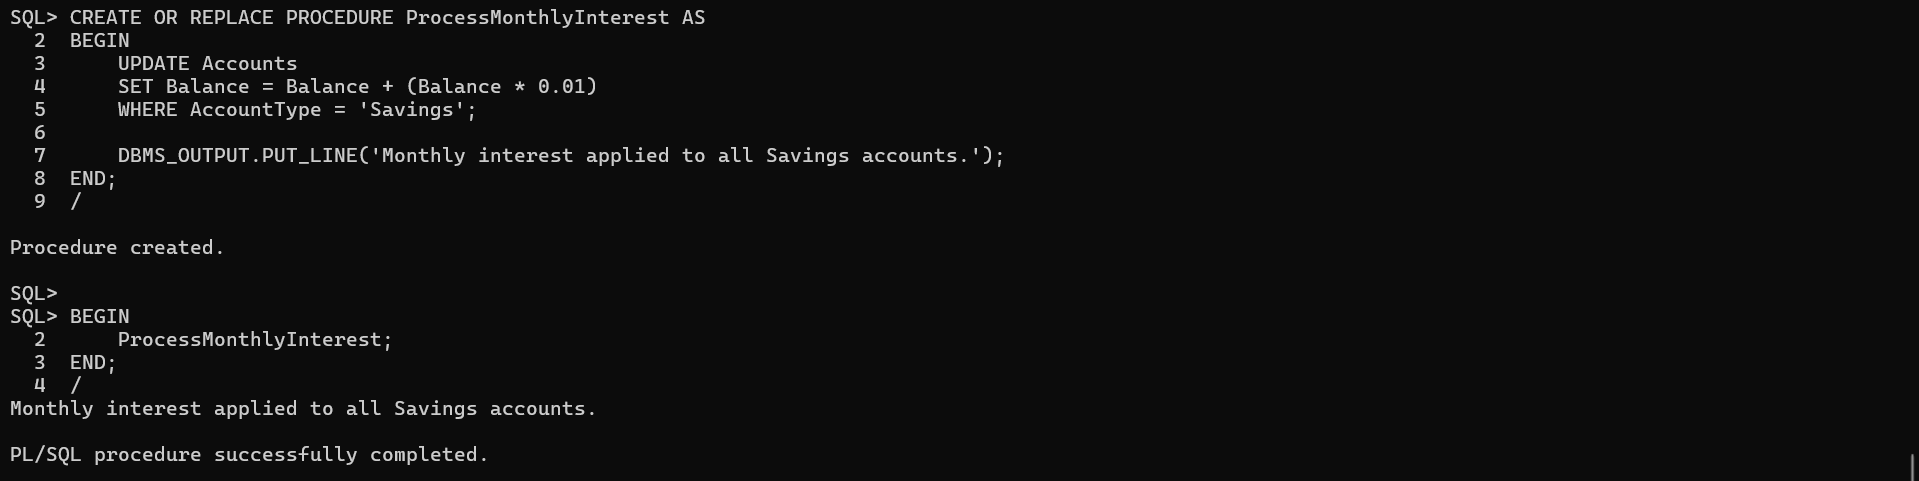 SQL> CREATE OR REPLACE PROCEDURE ProcessMonthlyInterest AS
  2  BEGIN
  3      UPDATE Accounts
  4      SET Balance = Balance + (Balance * 0.01)
  5      WHERE AccountType = 'Savings';
  6
  7      DBMS_OUTPUT.PUT_LINE('Monthly interest applied to all Savings accounts.');
  8  END;
  9  /
Procedure created.
SQL>
SQL> BEGIN
  2      ProcessMonthlyInterest;
  3  END;
  4  /
Monthly interest applied to all Savings accounts.
PL/SQL procedure successfully completed.